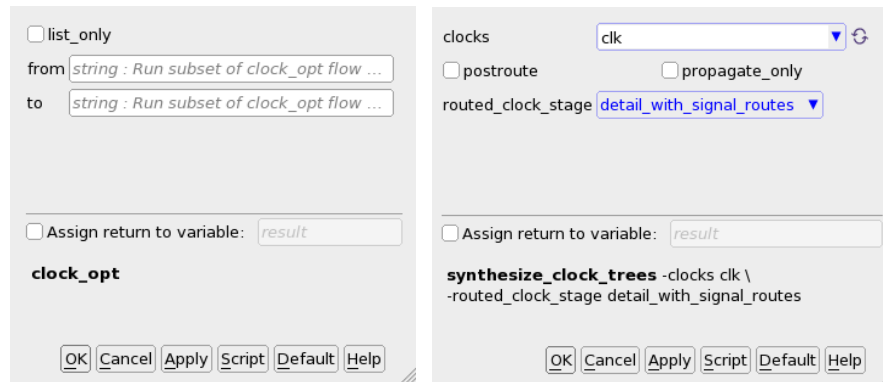 list_only
from string : Run subset of clock_opt flow ...
to string : Run subset of clock_opt flow ...
Assign return to variable: result
clock_opt
OK Cancel Apply Script Default Help
clocks clk
postroute propagate_only
routed_clock_stage detail_with_signal_routes
Assign return to variable: result
synthesize_clock_trees -clocks clk \
-routed_clock_stage detail_with_signal_routes
OK Cancel Apply Script Default Help